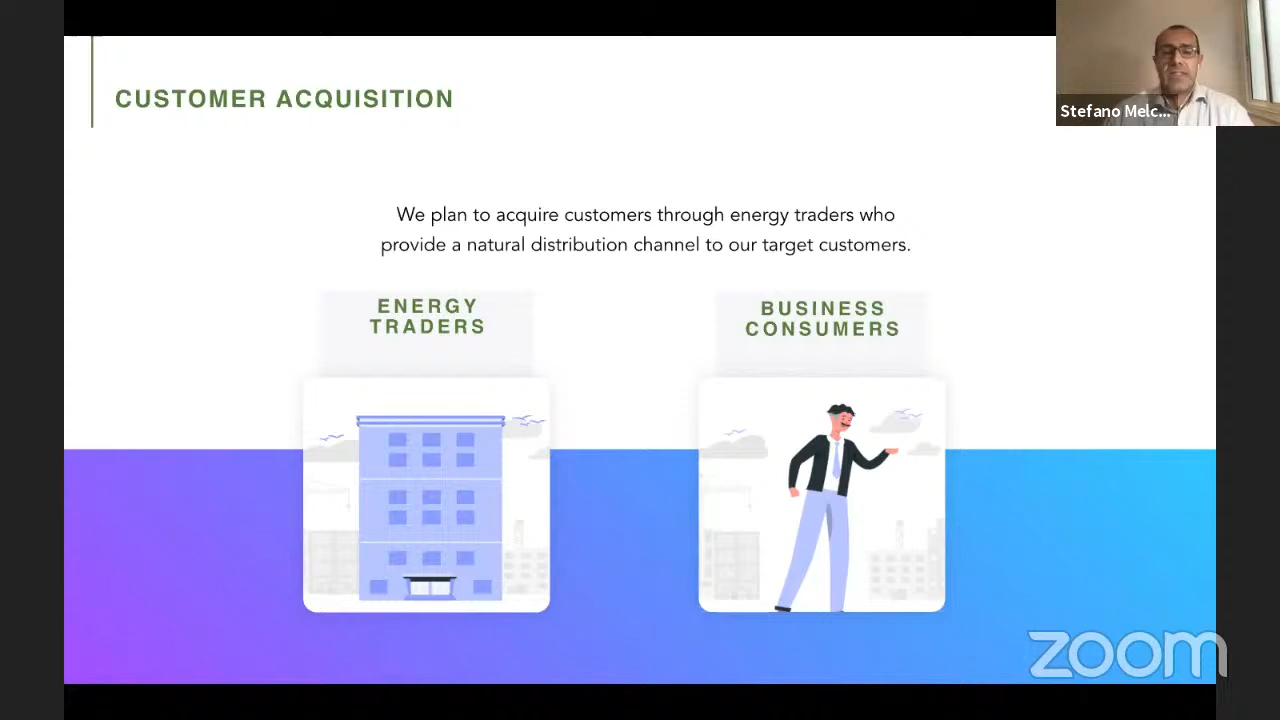 CUSTOMER ACQUISITION
Stefano Melc...
We plan to acquire customers through energy traders who
provide a natural distribution channel to our target customers.
ENERGY
TRADERS
BUSINESS
CONSUMERS
zoom